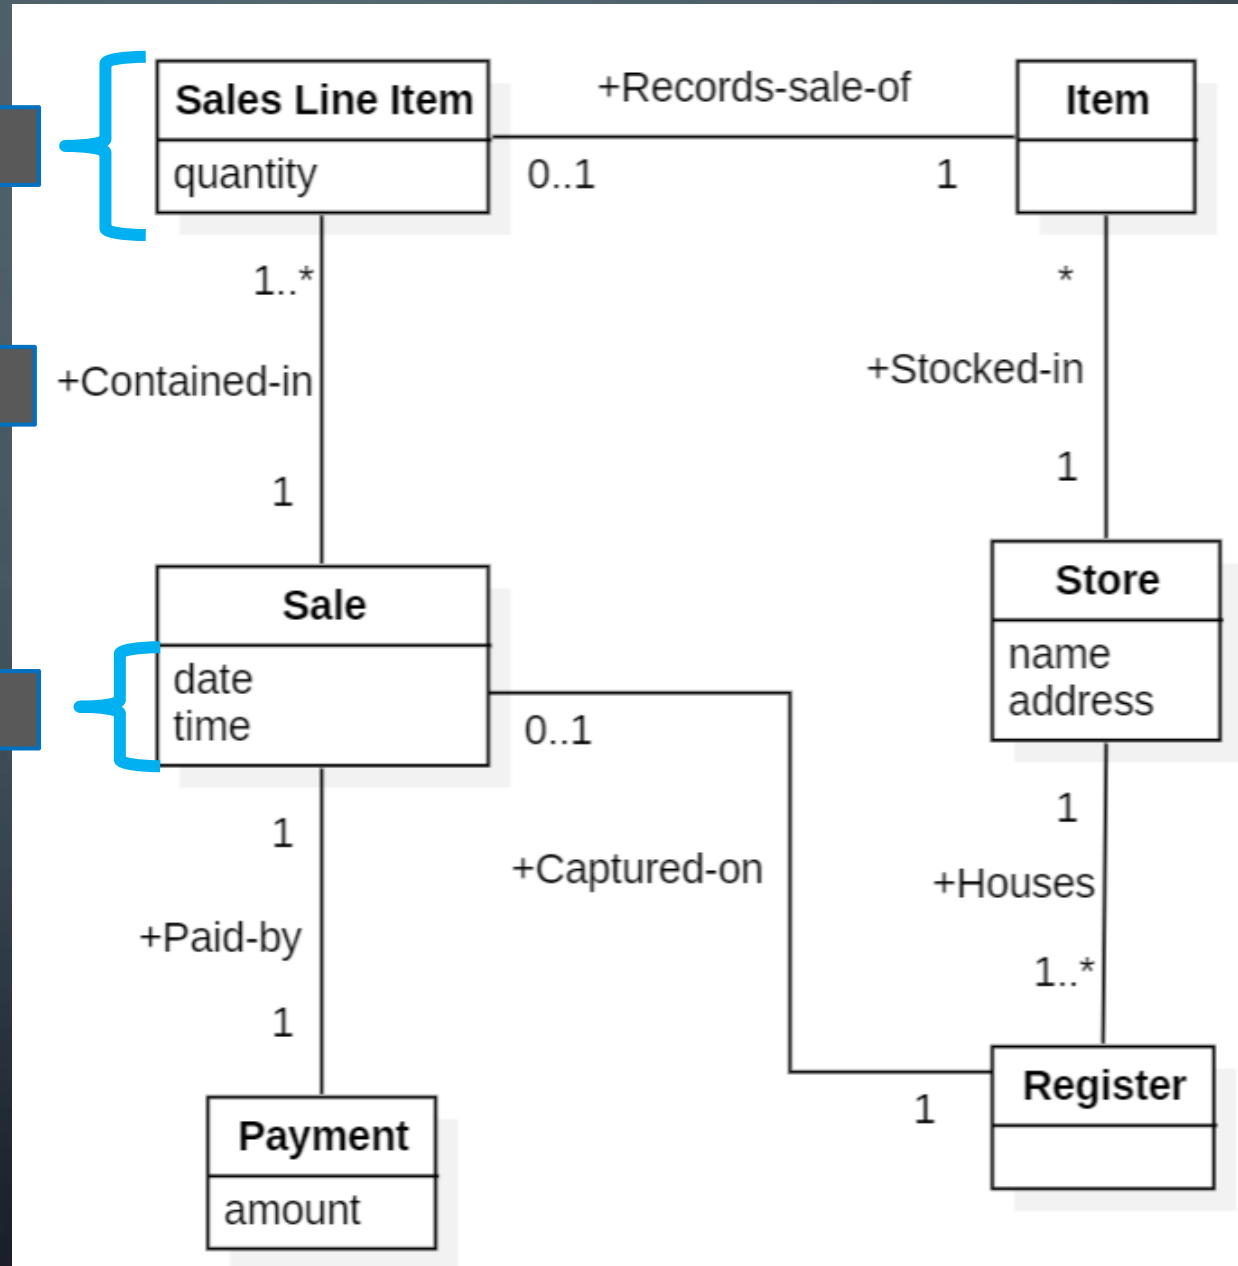 Sales Line Item
quantity
+Records-sale-of
0..1
1
Item
1..*
+Contained-in
1
*
+Stocked-in
1
Sale
date
time
0..1
Store
name
address
1
+Paid-by
1
+Captured-on
1
1
+Houses
1..*
Payment
amount
Register